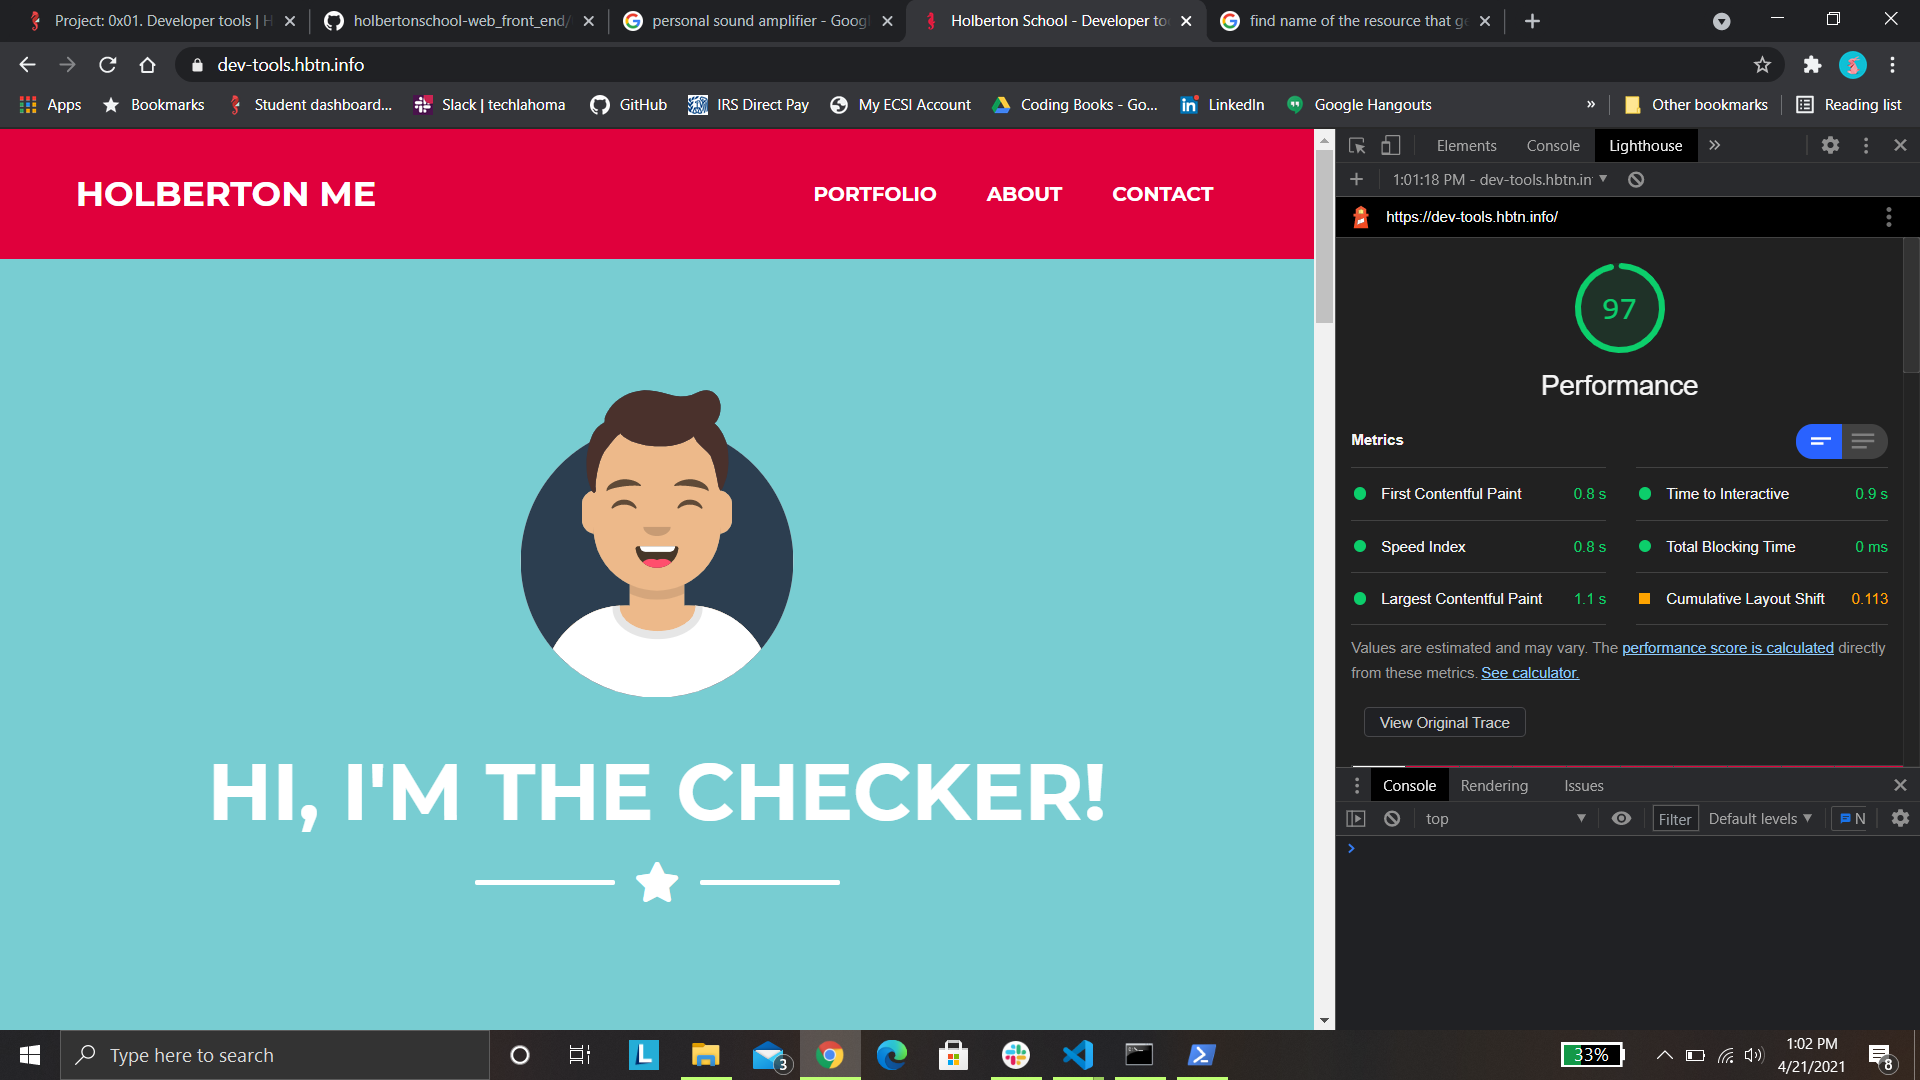 Project: 0x01. Developer tools | H
holbertonschool-web_front_end/
personal sound amplifier - Goog
Holberton School - Developer to
find name of the resource that g
dev-tools.hbtn.info
Apps
Bookmarks
Student dashboard...
Slack | techlahoma
GitHub
IRS Direct Pay
My ECSI Account
Coding Books - Go...
LinkedIn
Google Hangouts
»
Other bookmarks
Reading list
HOLBERTON ME
PORTFOLIO
ABOUT
CONTACT
HI, I'M THE CHECKER!
Elements
Console
Lighthouse
»
1:01:18 PM - dev-tools.hbtn.in
https://dev-tools.hbtn.info/
97
Performance
Metrics
First Contentful Paint 0.8 s
Time to Interactive 0.9 s
Speed Index 0.8 s
Total Blocking Time 0 ms
Largest Contentful Paint 1.1 s
Cumulative Layout Shift 0.113
Values are estimated and may vary. The performance score is calculated directly
from these metrics. See calculator.
View Original Trace
Console
Rendering
Issues
top
Filter
Default levels
N
Type here to search
L
3
33%
1:02 PM
4/21/2021
8